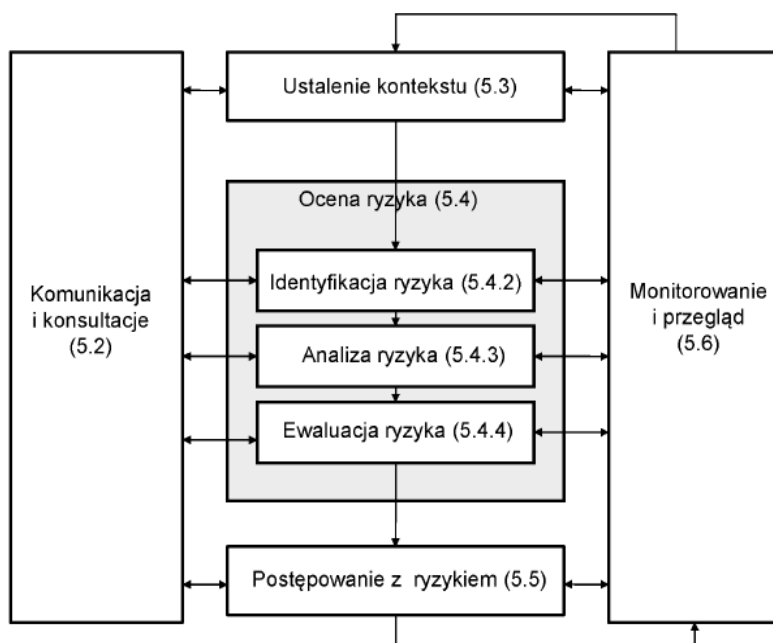 Ustalenie kontekstu (5.3)
Ocena ryzyka (5.4)
Identyfikacja ryzyka (5.4.2)
Komunikacja
i konsultacje
(5.2)
Monitorowanie
i przegląd
(5.6)
Analiza ryzyka (5.4.3)
Ewaluacja ryzyka (5.4.4)
Postępowanie z ryzykiem (5.5)